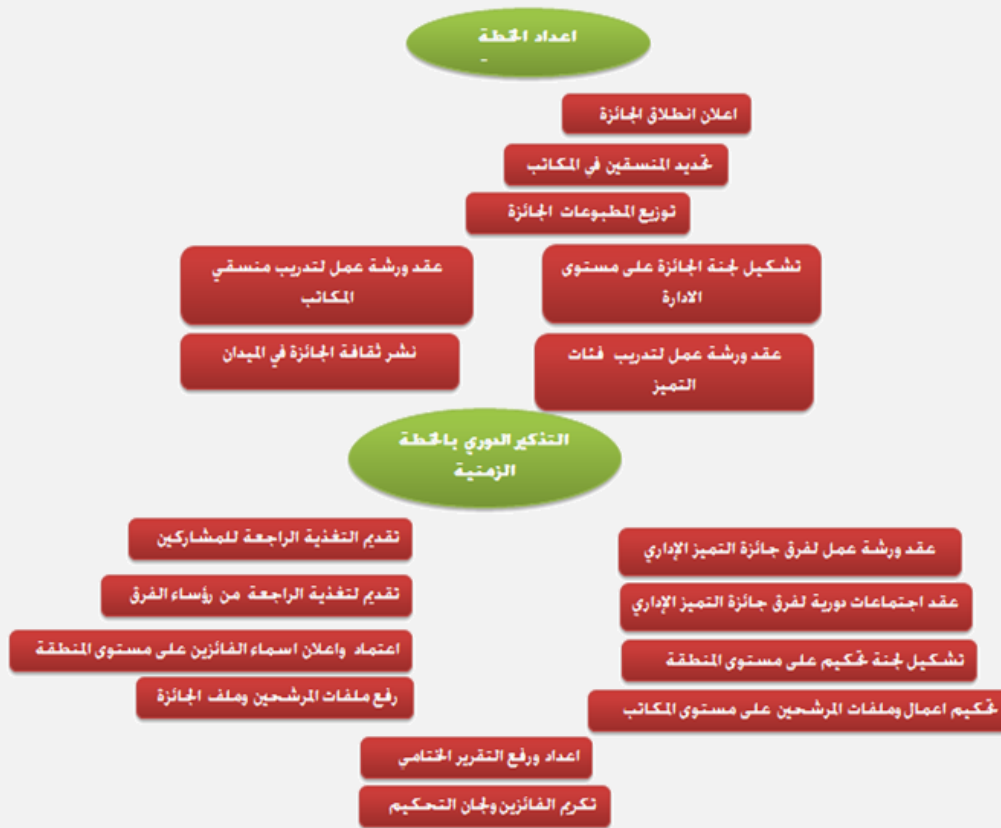 اعداد الخطة
-
اعلان انطلاق الجائزة
تحديد المنسقين في المكاتب
توزيع المطبوعات الجائزة
تشكيل لجنة الجائزة على مستوى
الادارة
عقد ورشة عمل لتدريب منسقي
المكاتب
عقد ورشة عمل لتدريب فئات
التميز
نشر ثقافة الجائزة في الميدان
التذكير الدوري بالخطة
الزمنية
عقد ورشة عمل لفرق جائزة التميز الإداري
تقديم التغذية الراجعة للمشاركين
عقد اجتماعات دورية لفرق جائزة التميز الإداري
تقديم لتغذية الراجعة من رؤساء الفرق
تشكيل لجنة تحكيم على مستوى المنطقة
اعتماد واعلان اسماء الفائزين على مستوى المنطقة
تحكيم اعمال وملفات المرشحين على مستوى المكاتب
رفع ملفات المرشحين وملف الجائزة
اعداد ورفع التقرير الختامي
تكريم الفائزين ولجان التحكيم